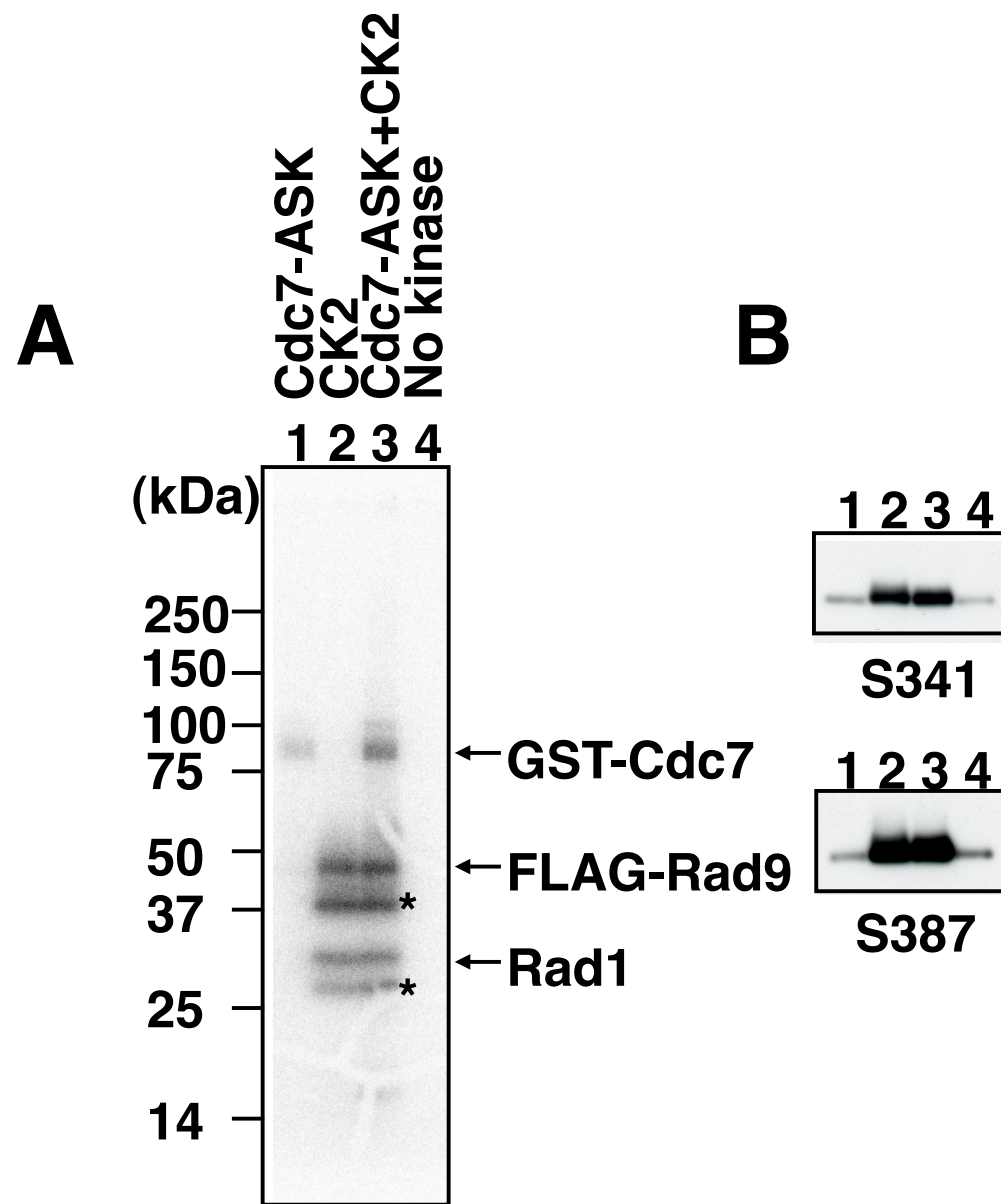 A
Cdc7-ASK
CK2
Cdc7-ASK+CK2
No kinase
1 2 3 4
(kDa)
250
150
100
75
50
37
25
14
GST-Cdc7
FLAG-Rad9
*
Rad1
*
B
1 2 3 4
S341
1 2 3 4
S387